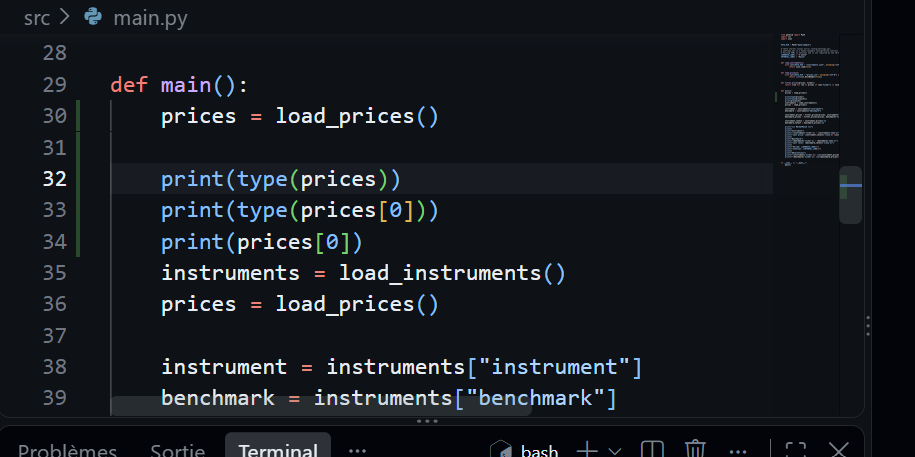 src > main.py
28
29 def main():
30 prices = load_prices()
31
32 print(type(prices))
33 print(type(prices[0]))
34 print(prices[0])
35 instruments = load_instruments()
36 prices = load_prices()
37
38 instrument = instruments["instrument"]
39 benchmark = instruments["benchmark"]
Problèmes Sortie Terminal ... bash ...